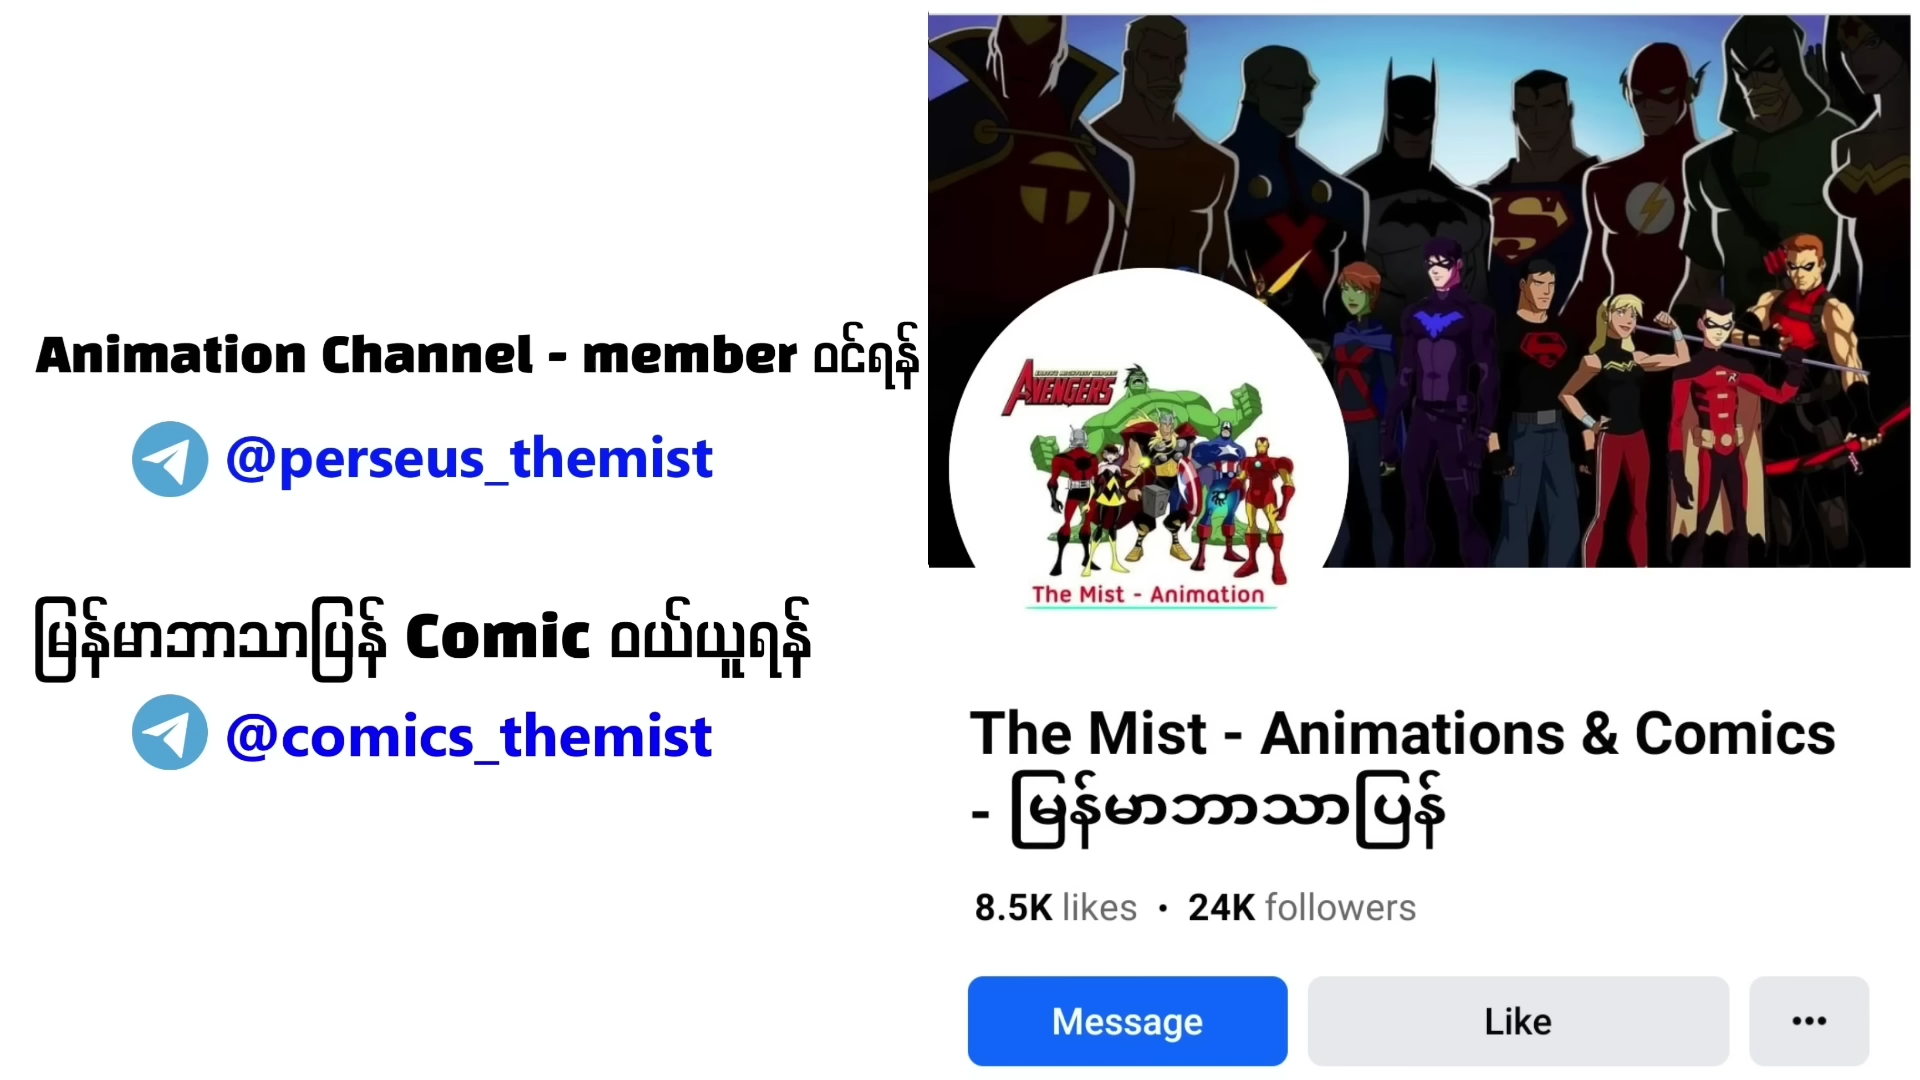 Animation Channel - member ဝင်ရန်
@perseus_themist
မြန်မာဘာသာပြန် Comic ဝယ်ယူရန်
@comics_themist
AVENGERS
The Mist - Animation
The Mist - Animations & Comics
- မြန်မာဘာသာပြန်
8.5K likes • 24K followers
Message
Like